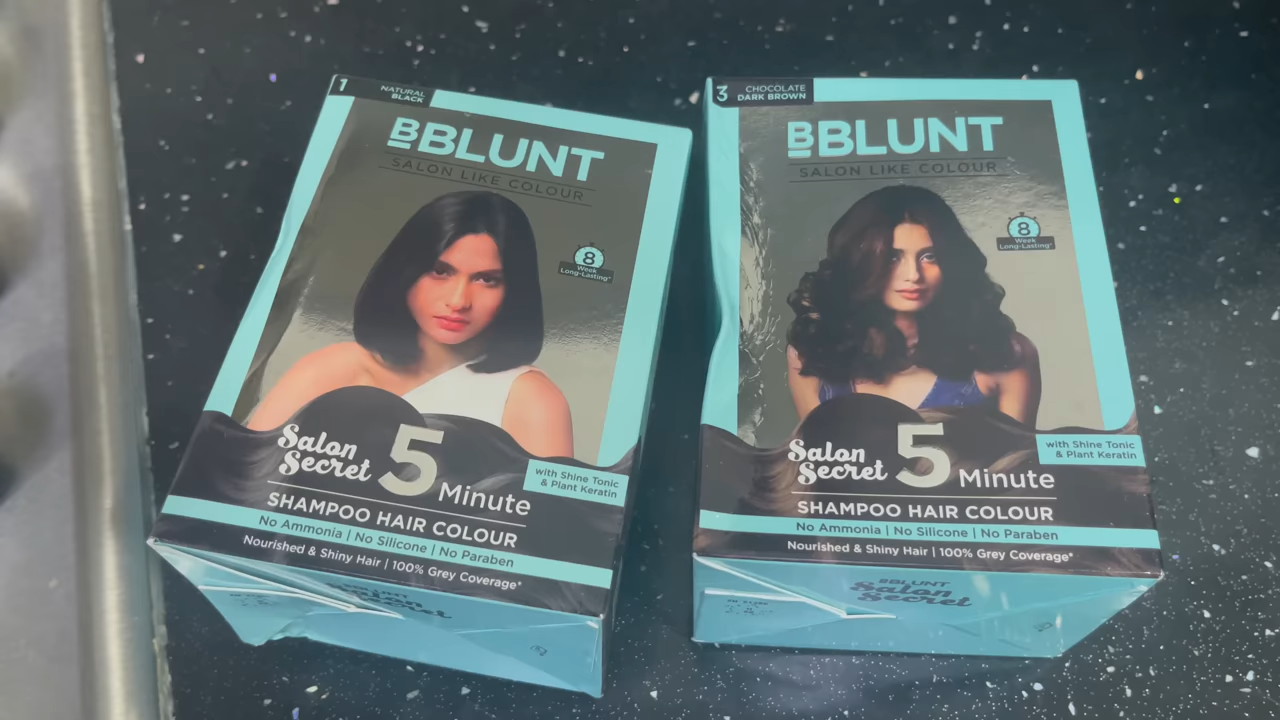 1 NATURAL
BLACK
BBLUNT
SALON LIKE COLOUR
8
Week
Long-Lasting*
Salon
Secret
5 Minute
with Shine Tonic
& Plant Keratin
SHAMPOO HAIR COLOUR
No Ammonia | No Silicone | No Paraben
Nourished & Shiny Hair | 100% Grey Coverage*
BBLUNT
Salon
Secret
3 CHOCOLATE
DARK BROWN
BBLUNT
SALON LIKE COLOUR
8
Week
Long-Lasting*
Salon
Secret
5 Minute
with Shine Tonic
& Plant Keratin
SHAMPOO HAIR COLOUR
No Ammonia | No Silicone | No Paraben
Nourished & Shiny Hair | 100% Grey Coverage*
BBLUNT
Salon
Secret